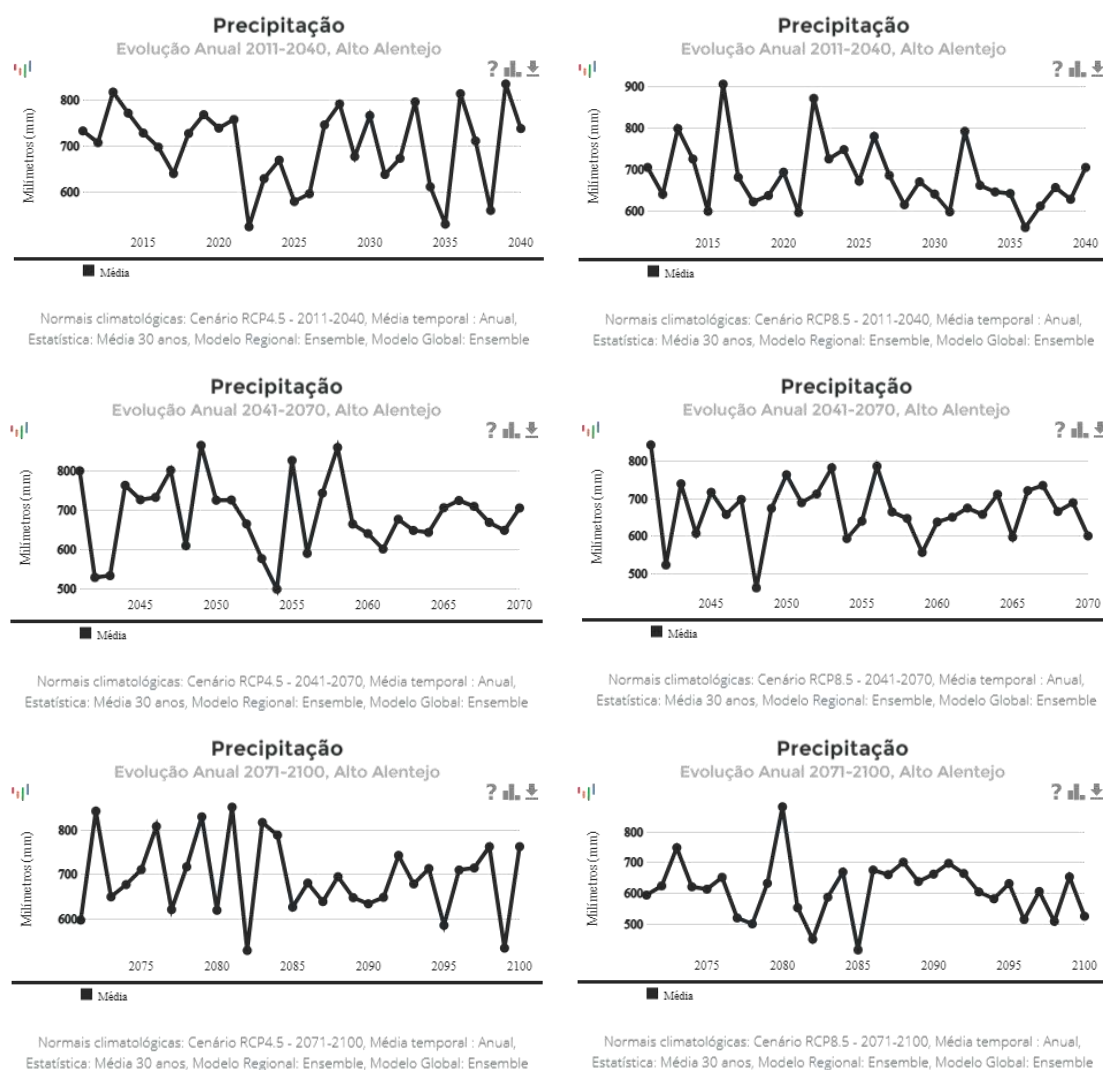 Precipitação
Evolução Anual 2011-2040, Alto Alentejo
?
Milímetros (mm)
800
700
600
2015 2020 2025 2030 2035 2040
Média
Normais climatológicas: Cenário RCP4.5 - 2011-2040, Média temporal : Anual,
Estatística: Média 30 anos, Modelo Regional: Ensemble, Modelo Global: Ensemble
Precipitação
Evolução Anual 2011-2040, Alto Alentejo
?
Milímetros (mm)
900
800
700
600
2015 2020 2025 2030 2035 2040
Média
Normais climatológicas: Cenário RCP8.5 - 2011-2040, Média temporal : Anual,
Estatística: Média 30 anos, Modelo Regional: Ensemble, Modelo Global: Ensemble
Precipitação
Evolução Anual 2041-2070, Alto Alentejo
?
Milímetros (mm)
800
700
600
500
2045 2050 2055 2060 2065 2070
Média
Normais climatológicas: Cenário RCP4.5 - 2041-2070, Média temporal : Anual,
Estatística: Média 30 anos, Modelo Regional: Ensemble, Modelo Global: Ensemble
Precipitação
Evolução Anual 2041-2070, Alto Alentejo
?
Milímetros (mm)
800
700
600
500
2045 2050 2055 2060 2065 2070
Média
Normais climatológicas: Cenário RCP8.5 - 2041-2070, Média temporal : Anual,
Estatística: Média 30 anos, Modelo Regional: Ensemble, Modelo Global: Ensemble
Precipitação
Evolução Anual 2071-2100, Alto Alentejo
?
Milímetros (mm)
800
700
600
2075 2080 2085 2090 2095 2100
Média
Normais climatológicas: Cenário RCP4.5 - 2071-2100, Média temporal : Anual,
Estatística: Média 30 anos, Modelo Regional: Ensemble, Modelo Global: Ensemble
Precipitação
Evolução Anual 2071-2100, Alto Alentejo
?
Milímetros (mm)
800
700
600
500
2075 2080 2085 2090 2095 2100
Média
Normais climatológicas: Cenário RCP8.5 - 2071-2100, Média temporal : Anual,
Estatística: Média 30 anos, Modelo Regional: Ensemble, Modelo Global: Ensemble